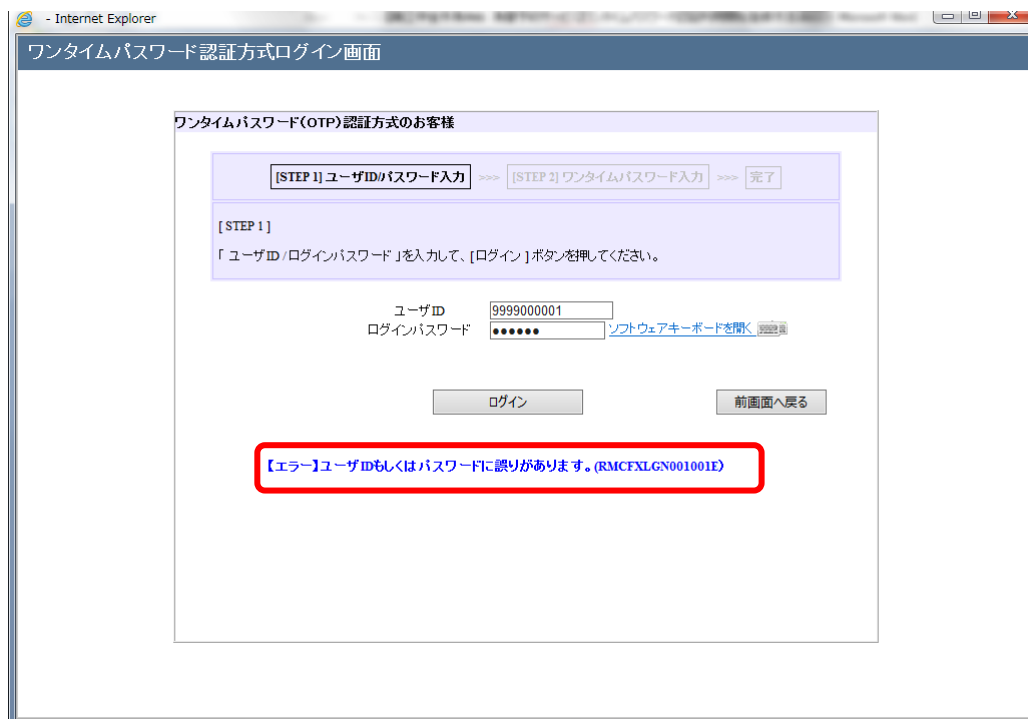 - Internet Explorer
ワンタイムパスワード認証方式ログイン画面
ワンタイムパスワード(OTP)認証方式のお客様
[STEP 1] ユーザID/パスワード入力 >>> [STEP 2] ワンタイムパスワード入力 >>> 完了
[ STEP 1 ]
「 ユーザID /ログインパスワード 」を入力して、[ログイン ] ボタンを押してください。
ユーザID 9999000001
ログインパスワード ●●●●●● ソフトウェアキーボードを開く
ログイン 前画面へ戻る
【エラー】ユーザIDもしくはパスワードに誤りがあります。(RMCFXLGN001001E)